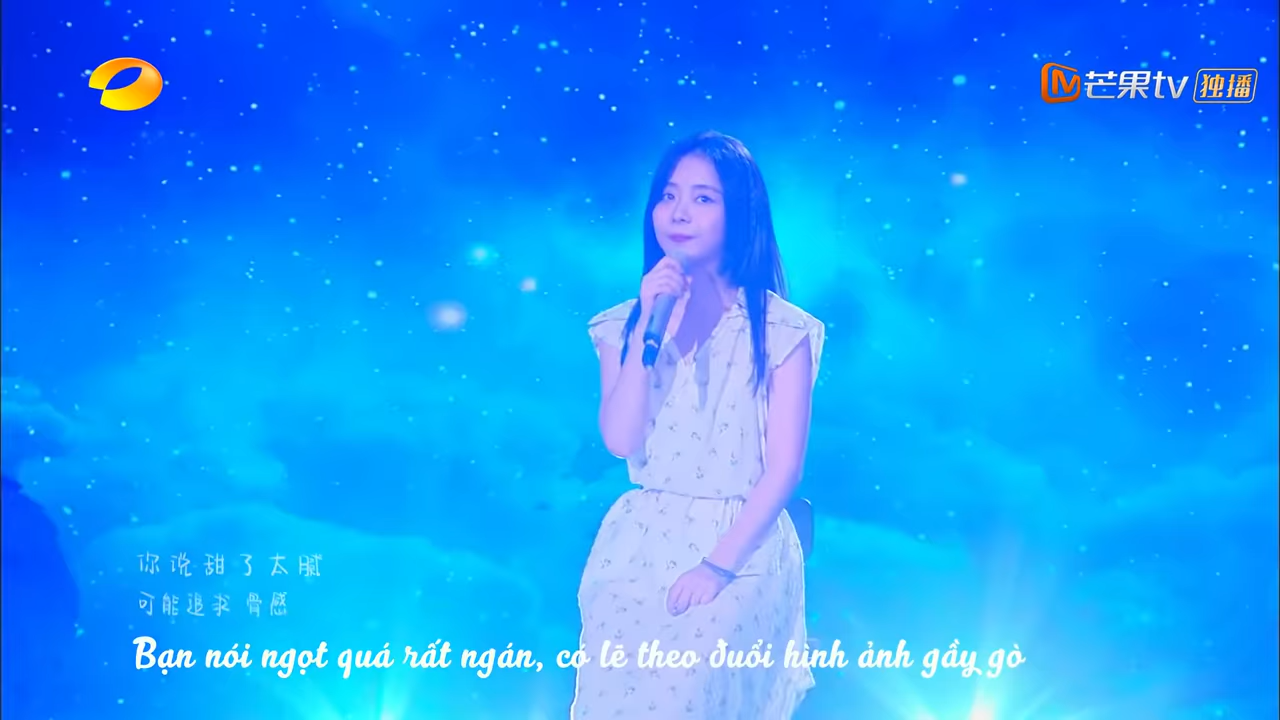 芒果tv 独播
你说甜了太腻
可能追求骨感
Bạn nói ngọt quá rất ngán, có lẽ theo đuổi hình ảnh gầy gò